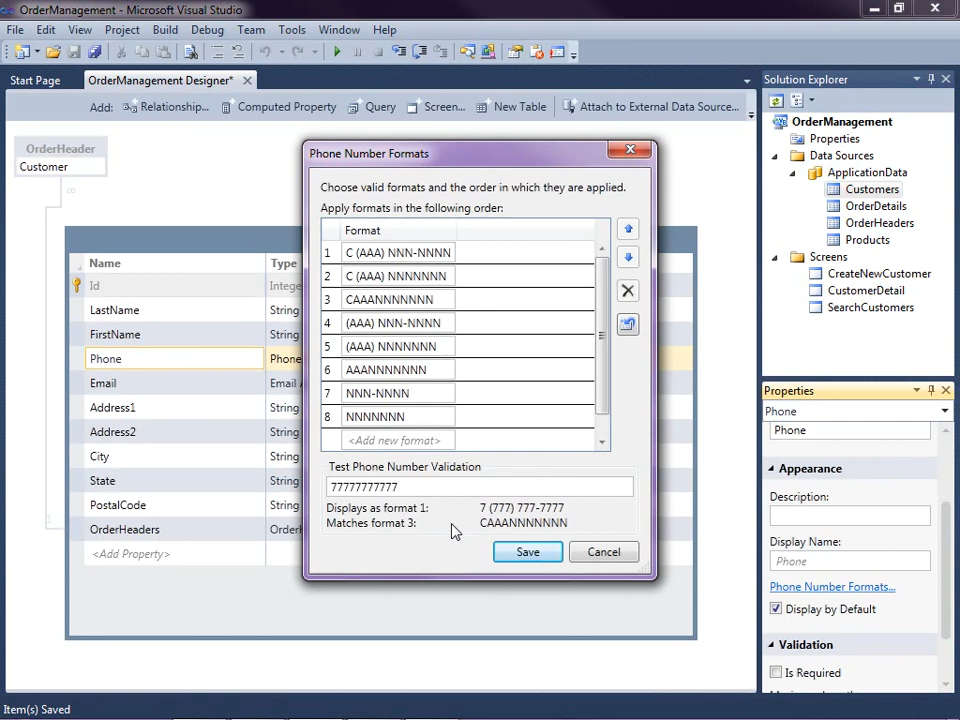 OrderManagement - Microsoft Visual Studio
File Edit View Project Build Debug Team Tools Window Help
Start Page OrderManagement Designer*
Add: Relationship... Computed Property Query Screen... New Table Attach to External Data Source...
OrderHeader
Customer
∞
1
Name Type
Id Intege
LastName String
FirstName String
Phone Phone
Email Email A
Address1 String
Address2 String
City String
State String
PostalCode String
OrderHeaders OrderH
<Add Property>
Phone Number Formats
Choose valid formats and the order in which they are applied.
Apply formats in the following order:
Format
1 C (AAA) NNN-NNNN
2 C (AAA) NNNNNNN
3 CAAANNNNNNN
4 (AAA) NNN-NNNN
5 (AAA) NNNNNNN
6 AAANNNNNNN
7 NNN-NNNN
8 NNNNNNN
<Add new format>
Test Phone Number Validation
77777777777
Displays as format 1: 7 (777) 777-7777
Matches format 3: CAAANNNNNNN
Save Cancel
Solution Explorer
OrderManagement
Properties
Data Sources
ApplicationData
Customers
OrderDetails
OrderHeaders
Products
Screens
CreateNewCustomer
CustomerDetail
SearchCustomers
Properties
Phone
Phone
Appearance
Description:
Display Name:
Phone
Phone Number Formats...
Display by Default
Validation
Is Required
Item(s) Saved